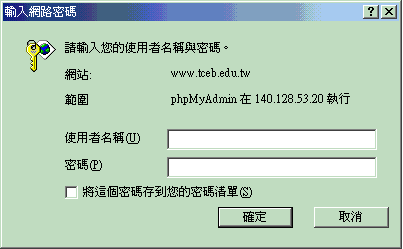 輸入網路密碼
請輸入您的使用者名稱與密碼。
網站: www.tceb.edu.tw
範圍 phpMyAdmin 在 140.128.53.20 執行
使用者名稱(U)
密碼(P)
將這個密碼存到您的密碼清單(S)
確定 取消